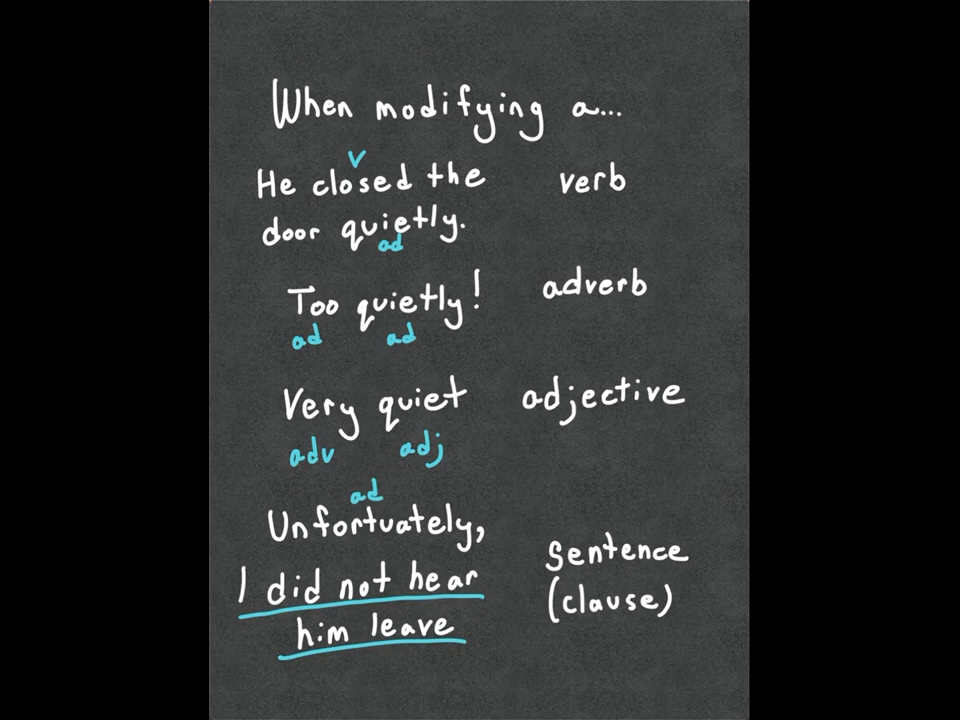 When modifying a...
v
He closed the verb
door quietly.
ad
Too quietly! adverb
ad ad
Very quiet adjective
adv adj
ad
Unfortuately,
I did not hear sentence
him leave (clause)